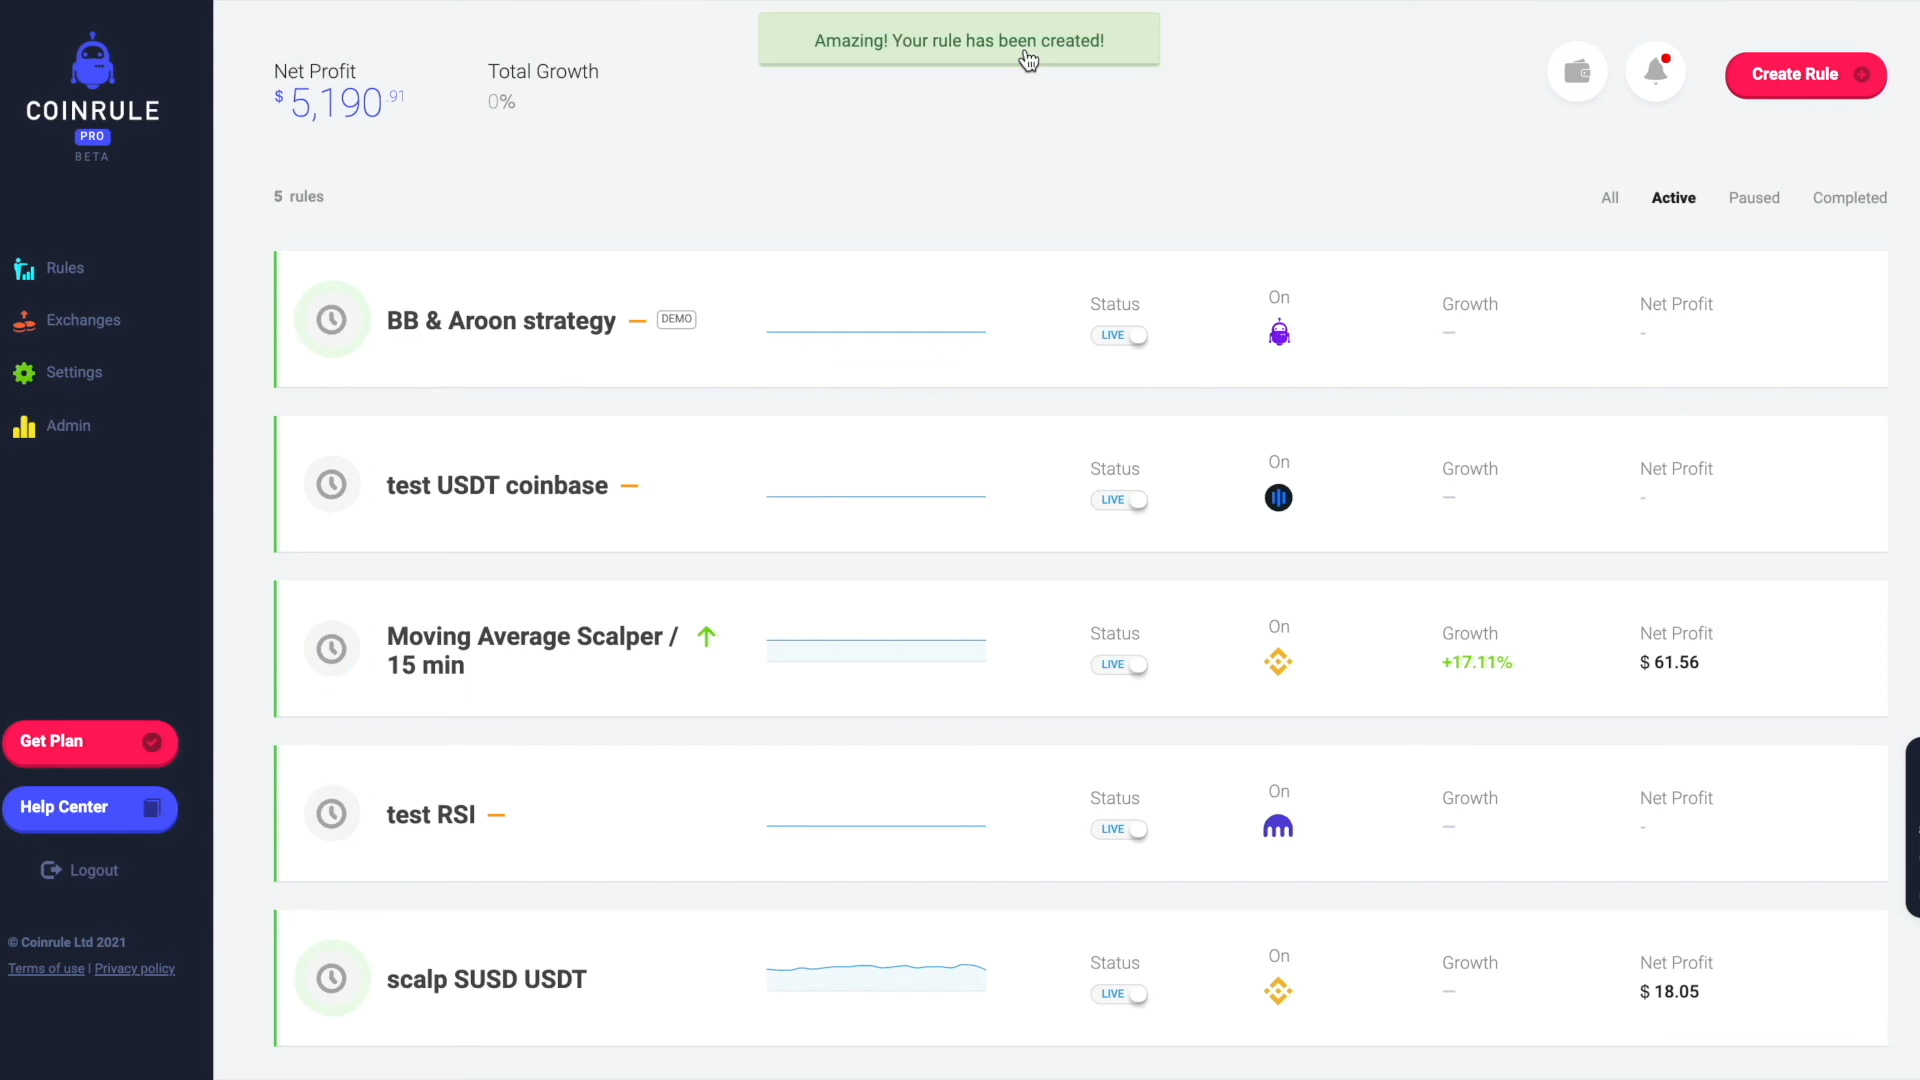 COINRULE
PRO
BETA
Rules
Exchanges
Settings
Admin
Get Plan
Help Center
Logout
© Coinrule Ltd 2021
Terms of use | Privacy policy
Amazing! Your rule has been created!
Net Profit
$ 5,190.91
Total Growth
0%
Create Rule
5 rules
All Active Paused Completed
BB & Aroon strategy DEMO
Status
LIVE
On
Growth
—
Net Profit
-
test USDT coinbase
Status
LIVE
On
Growth
—
Net Profit
-
Moving Average Scalper /
15 min
Status
LIVE
On
Growth
+17.11%
Net Profit
$ 61.56
test RSI
Status
LIVE
On
Growth
—
Net Profit
-
scalp SUSD USDT
Status
LIVE
On
Growth
—
Net Profit
$ 18.05